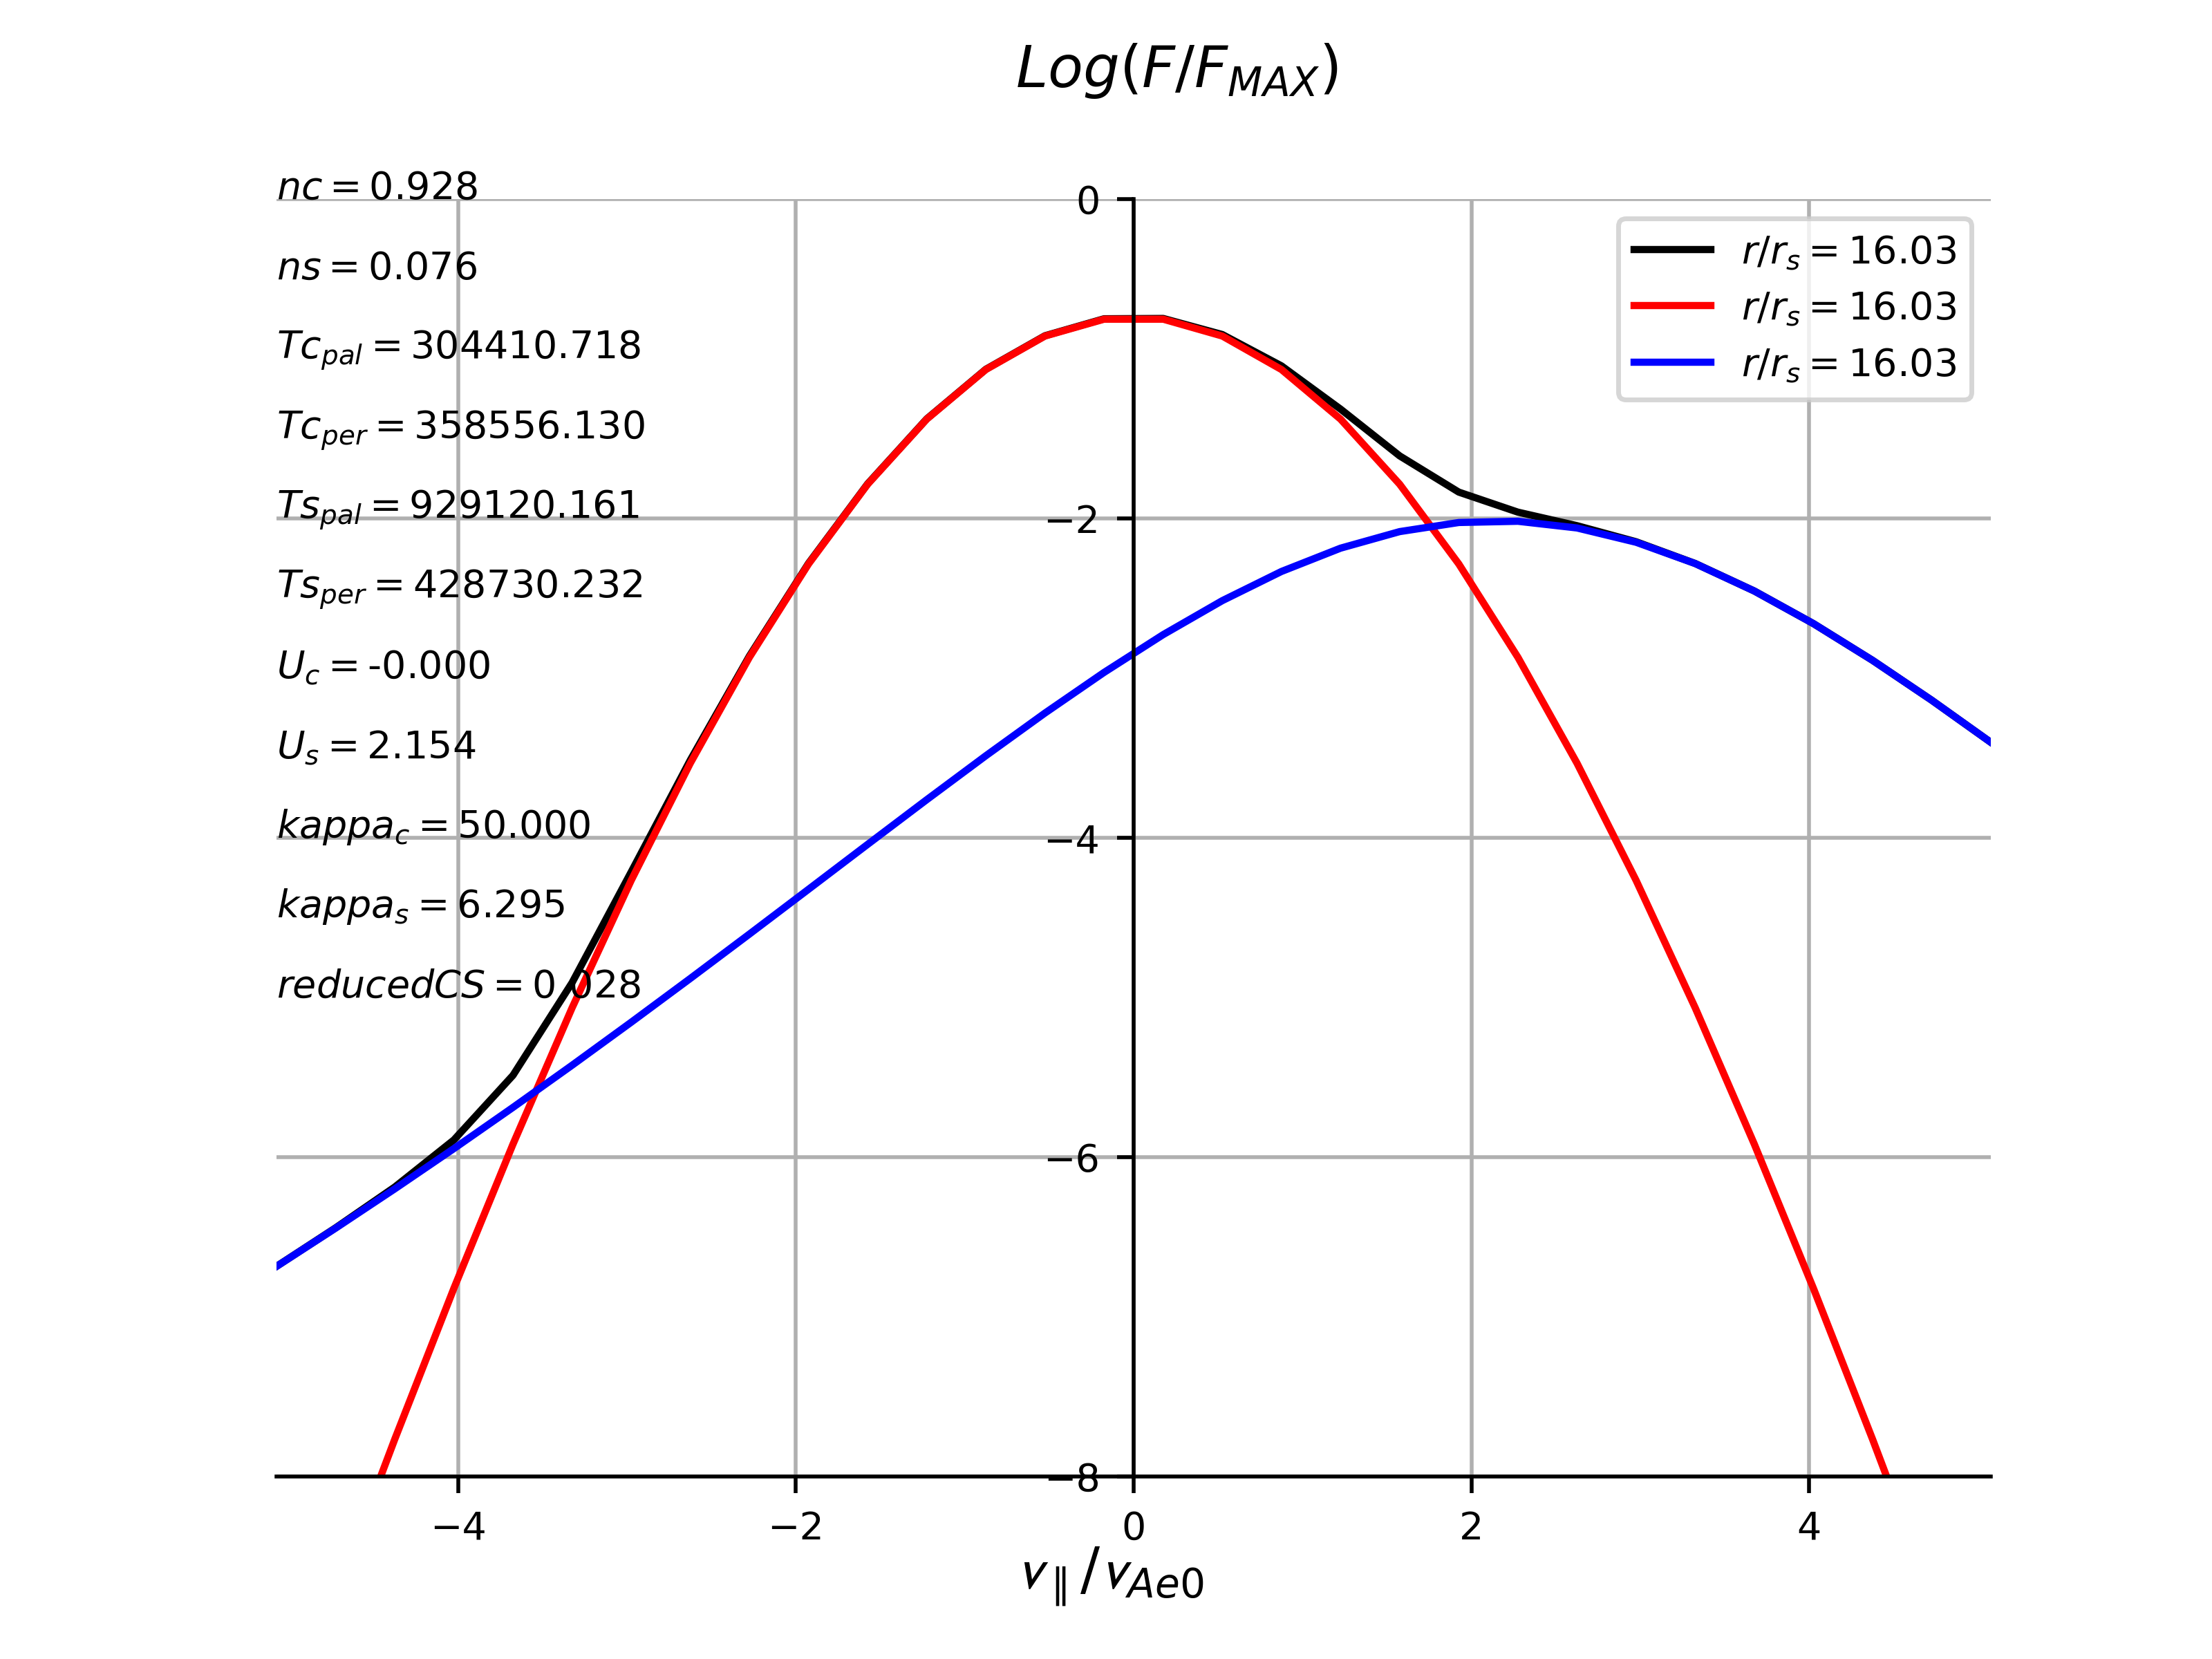 Log(F/F_MAX)
nc = 0.928
ns = 0.076
Tc_pal = 304410.718
Tc_per = 358556.130
Ts_pal = 929120.161
Ts_per = 428730.232
U_c = -0.000
U_s = 2.154
kappa_c = 50.000
kappa_s = 6.295
reducedCS = 0.028
0
−2
−4
−6
−8
r/r_s = 16.03
r/r_s = 16.03
r/r_s = 16.03
−4 −2 0 2 4
v_∥/v_Ae0